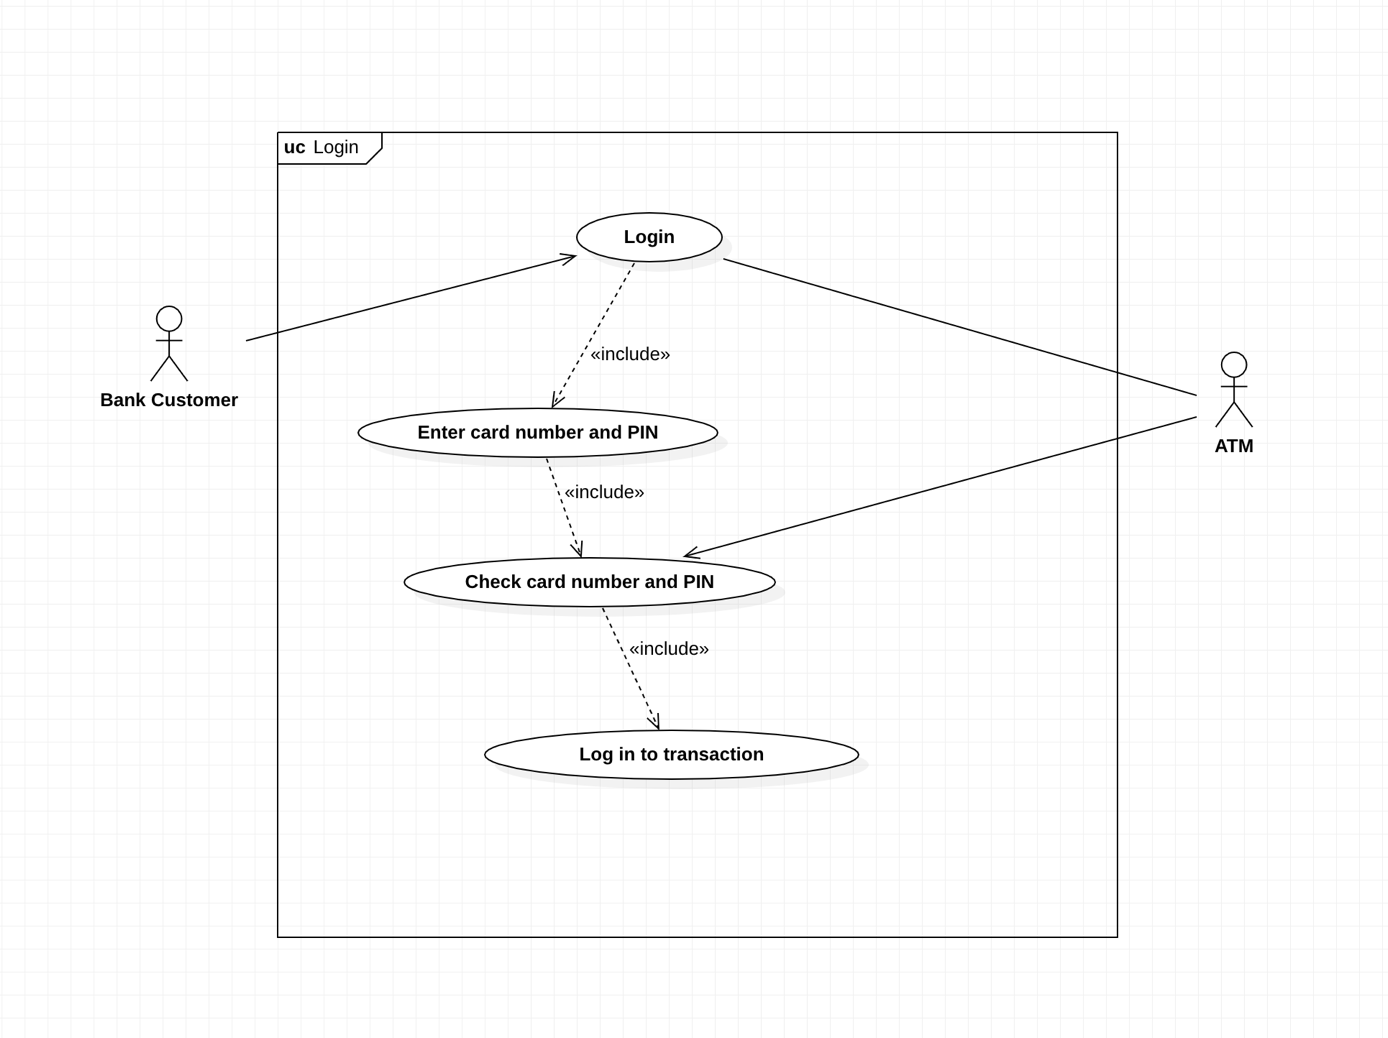 uc Login
Login
«include»
Bank Customer
Enter card number and PIN
ATM
«include»
Check card number and PIN
«include»
Log in to transaction